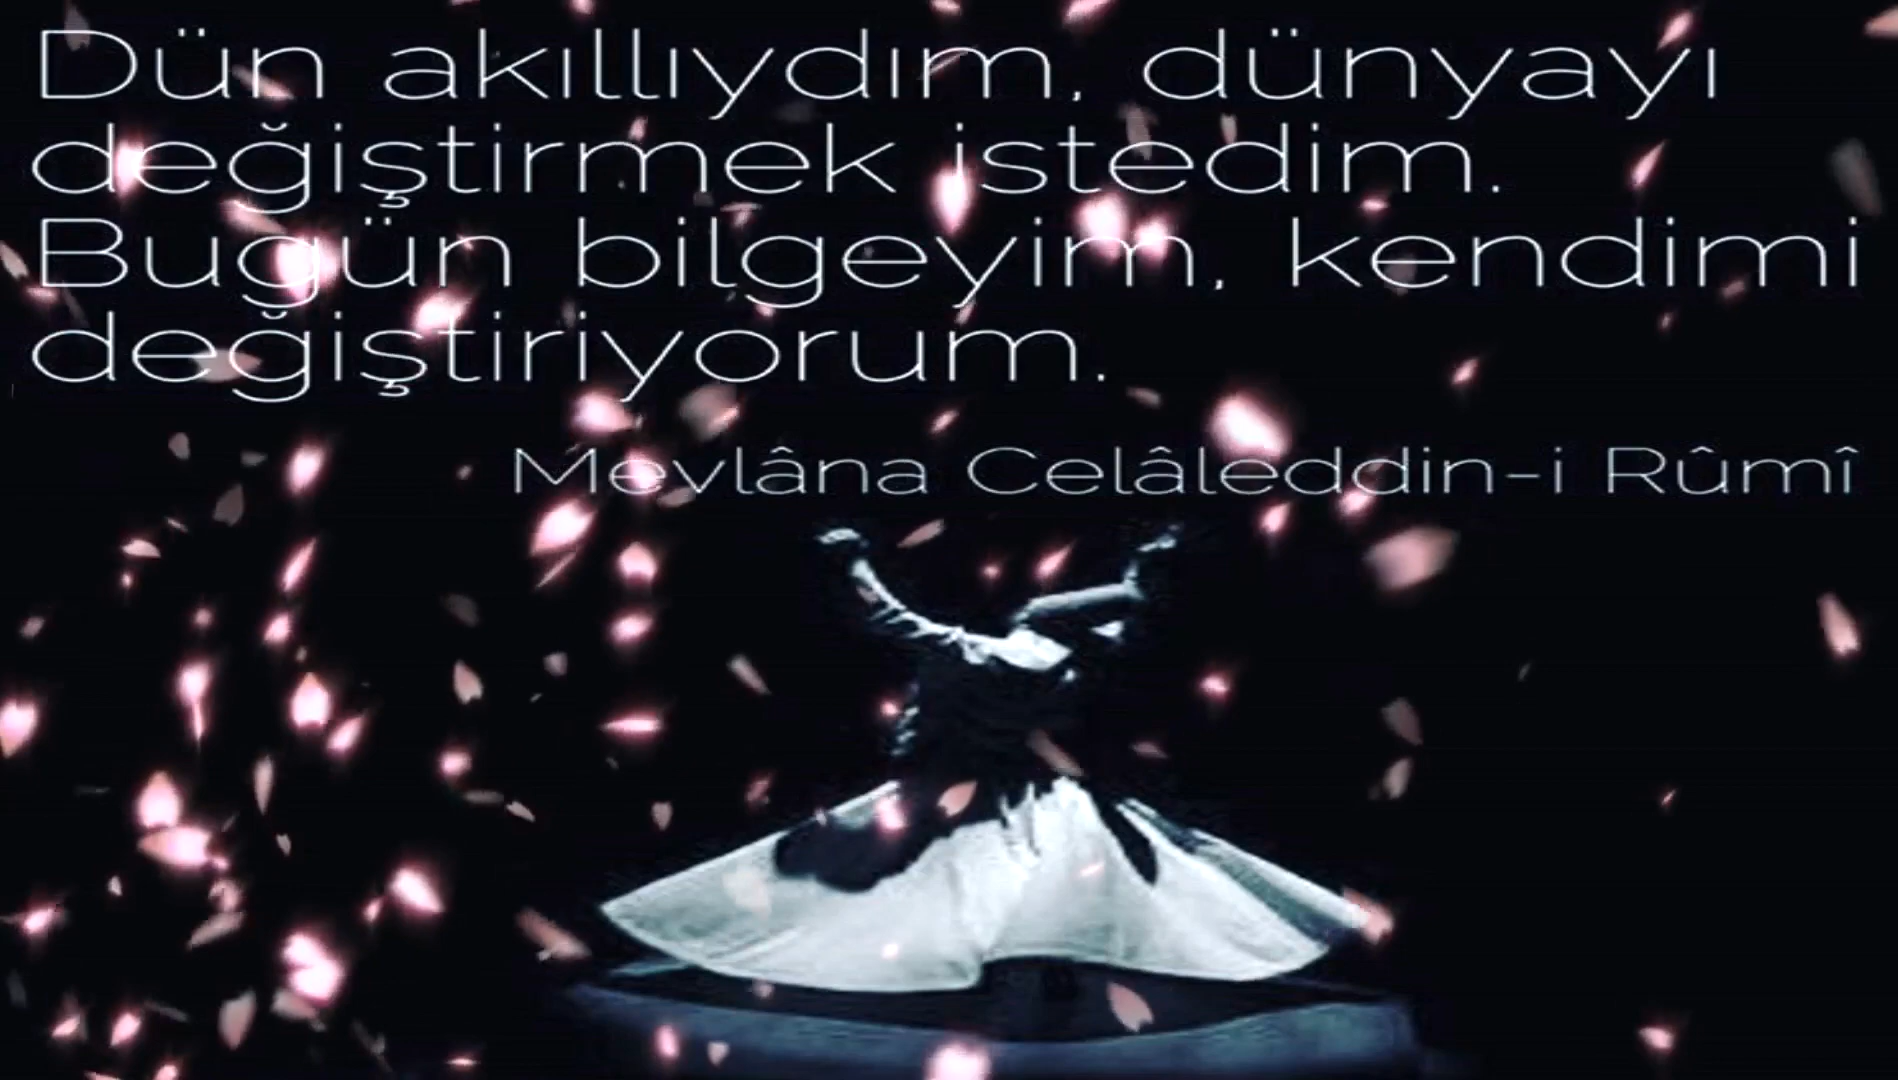 Dün akıllıydım, dünyayı
değiştirmek istedim.
Bugün bilgeyim, kendimi
değiştiriyorum.
Mevlâna Celâleddin-i Rûmî